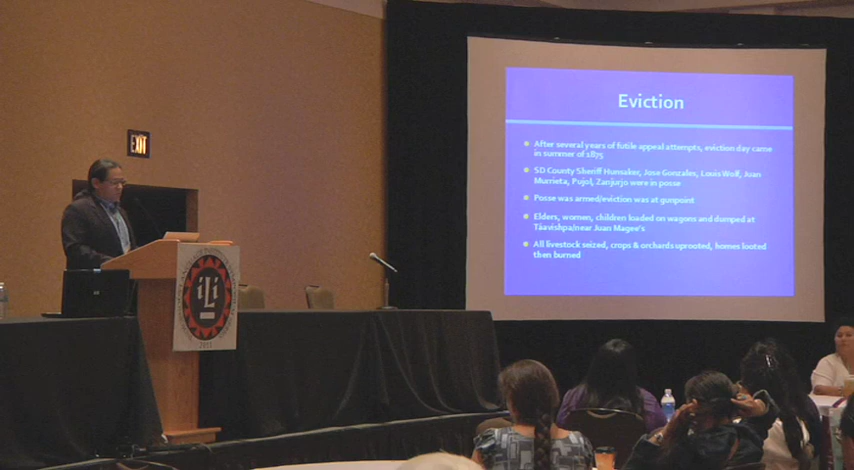 EXIT
Eviction
After several years of futile appeal attempts, eviction day came
in summer of 1875
SD County Sheriff Hunsaker, Jose Gonzales, Louis Wolf, Juan
Murrieta, Pujol, Zanjurjo were in posse
Posse was armed/eviction was at gunpoint
Elders, women, children loaded on wagons and dumped at
Táavishpa/near Juan Magee's
All livestock seized, crops & orchards uprooted, homes looted
then burned
iLi
2011